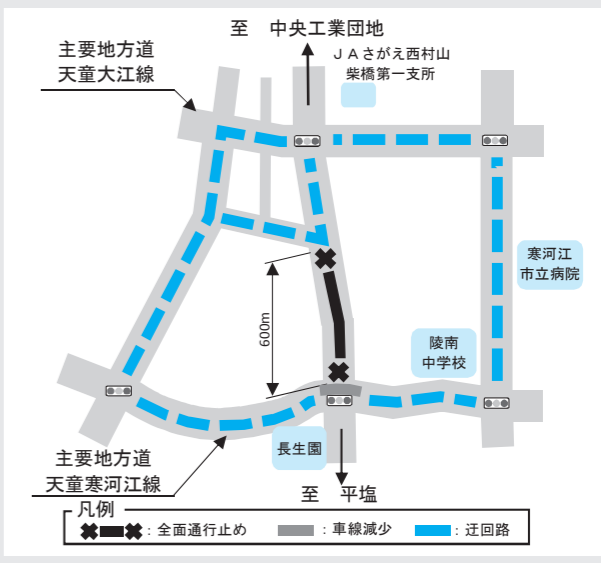 至 中央工業団地
主要地方道
天童大江線
ＪＡさがえ西村山
柴橋第一支所
寒河江
市立病院
600m
陵南
中学校
長生園
主要地方道
天童寒河江線
至 平塩
凡例
：全面通行止め
：車線減少
：迂回路